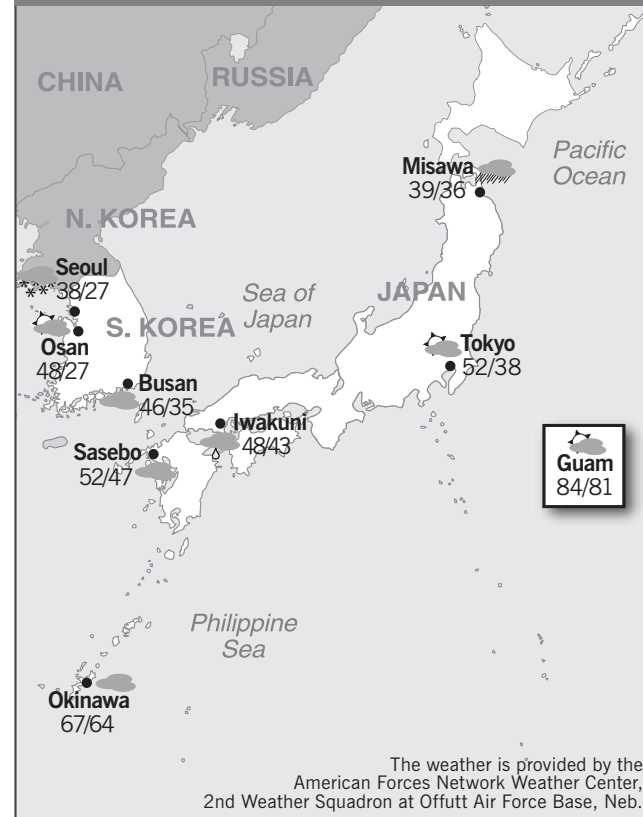 CHINA
RUSSIA
Pacific
Ocean
Misawa
39/36
N. KOREA
Seoul
38/27
Sea of
Japan
JAPAN
S. KOREA
Osan
48/27
Tokyo
52/38
Busan
46/35
Iwakuni
48/43
Sasebo
52/47
Guam
84/81
Philippine
Sea
Okinawa
67/64
The weather is provided by the
American Forces Network Weather Center,
2nd Weather Squadron at Offutt Air Force Base, Neb.